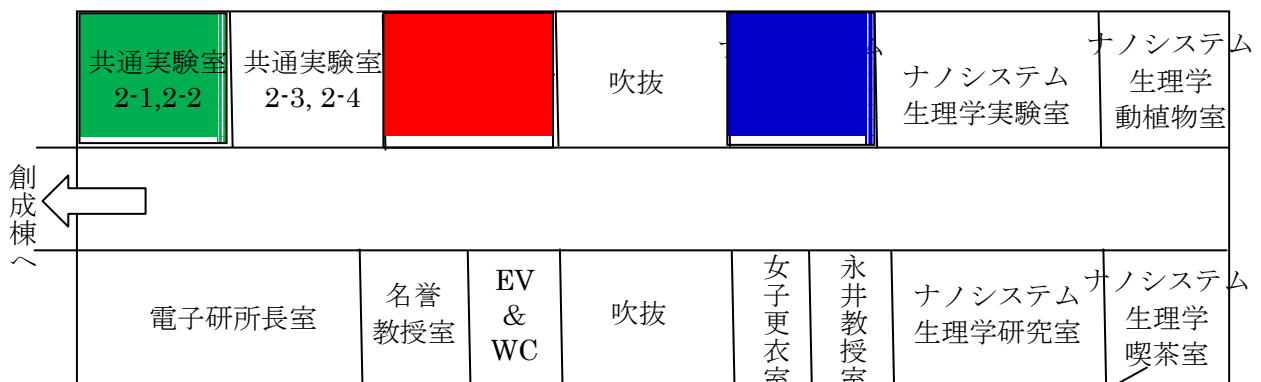 共通実験室
2-1,2-2
共通実験室
2-3, 2-4
吹抜
ナノシステム
生理学実験室
ナノシステム
生理学
動植物室
創成棟へ
電子研所長室
名誉
教授室
EV
&
WC
吹抜
女子更衣室
永井教授室
ナノシステム
生理学研究室
ナノシステム
生理学
喫茶室